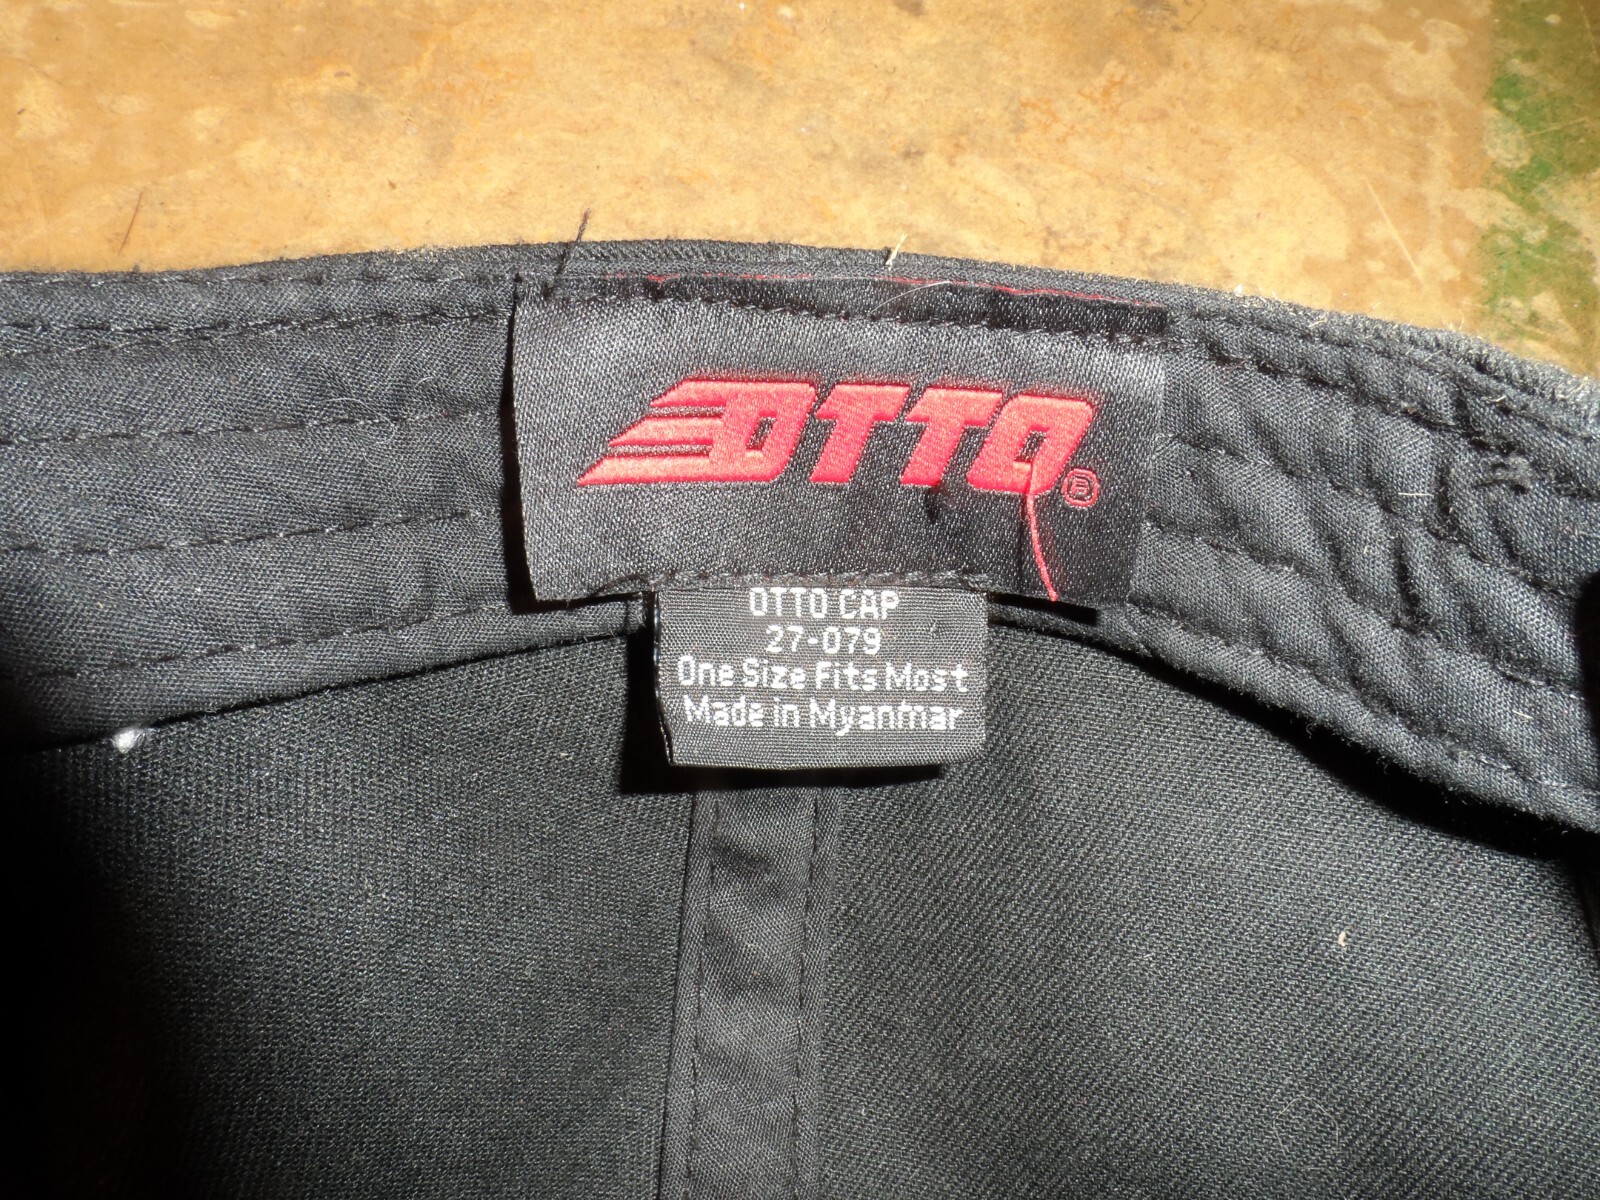 OTTO®
OTTO CAP
27-079
One Size Fits Most
Made in Myanmar